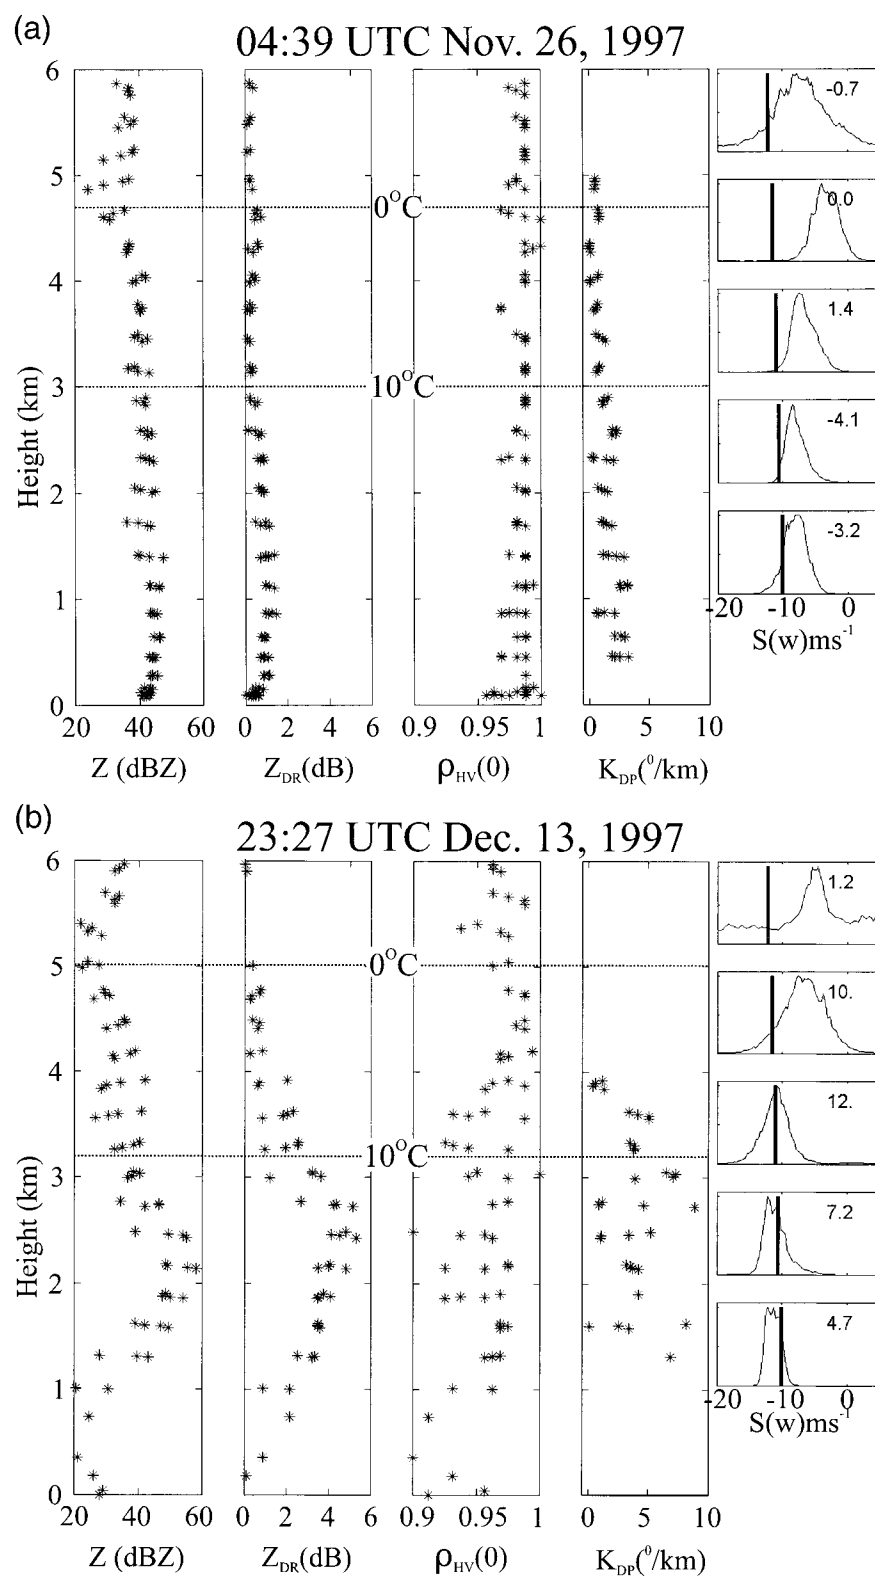 (a)
04:39 UTC Nov. 26, 1997
6
5
4
3
2
1
0
Height (km)
0°C
10°C
20 40 60
0 2 4 6
0.9 0.95 1
0 5 10
Z (dBZ)
Z_DR(dB)
ρ_HV(0)
K_DP(⁰/km)
-0.7
0.0
1.4
-4.1
-3.2
-20 -10 0
S(w)ms⁻¹
(b)
23:27 UTC Dec. 13, 1997
6
5
4
3
2
1
0
Height (km)
0°C
10°C
20 40 60
0 2 4 6
0.9 0.95 1
0 5 10
Z (dBZ)
Z_DR(dB)
ρ_HV(0)
K_DP(⁰/km)
1.2
10.
12.
7.2
4.7
-20 -10 0
S(w)ms⁻¹